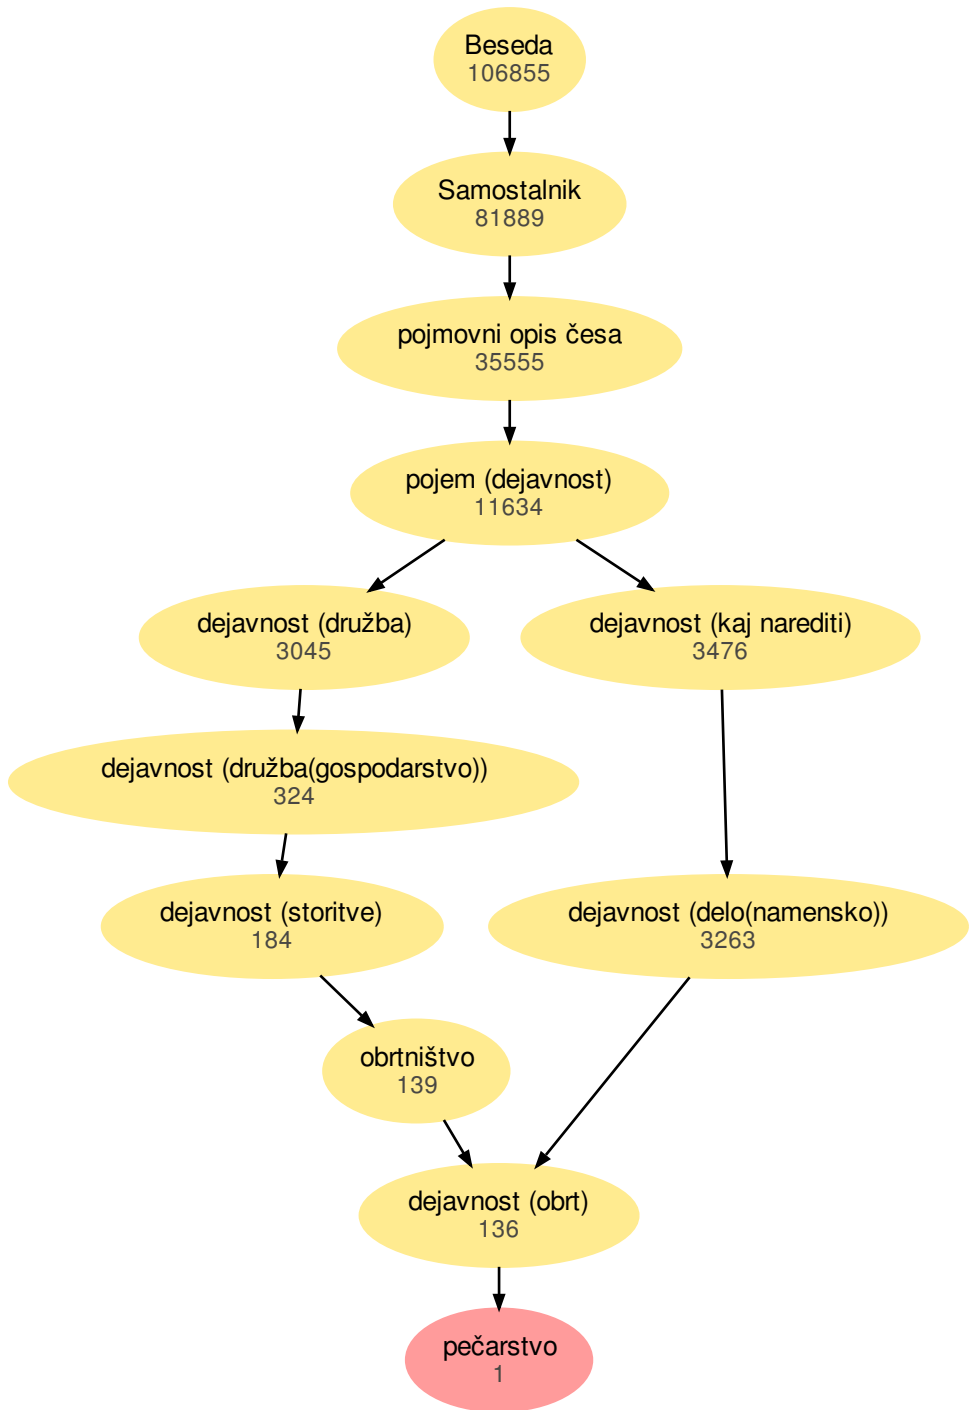 Beseda
106855
Samostalnik
81889
pojmovni opis česa
35555
pojem (dejavnost)
11634
dejavnost (družba)
3045
dejavnost (kaj narediti)
3476
dejavnost (družba(gospodarstvo))
324
dejavnost (storitve)
184
dejavnost (delo(namensko))
3263
obrtništvo
139
dejavnost (obrt)
136
pečarstvo
1